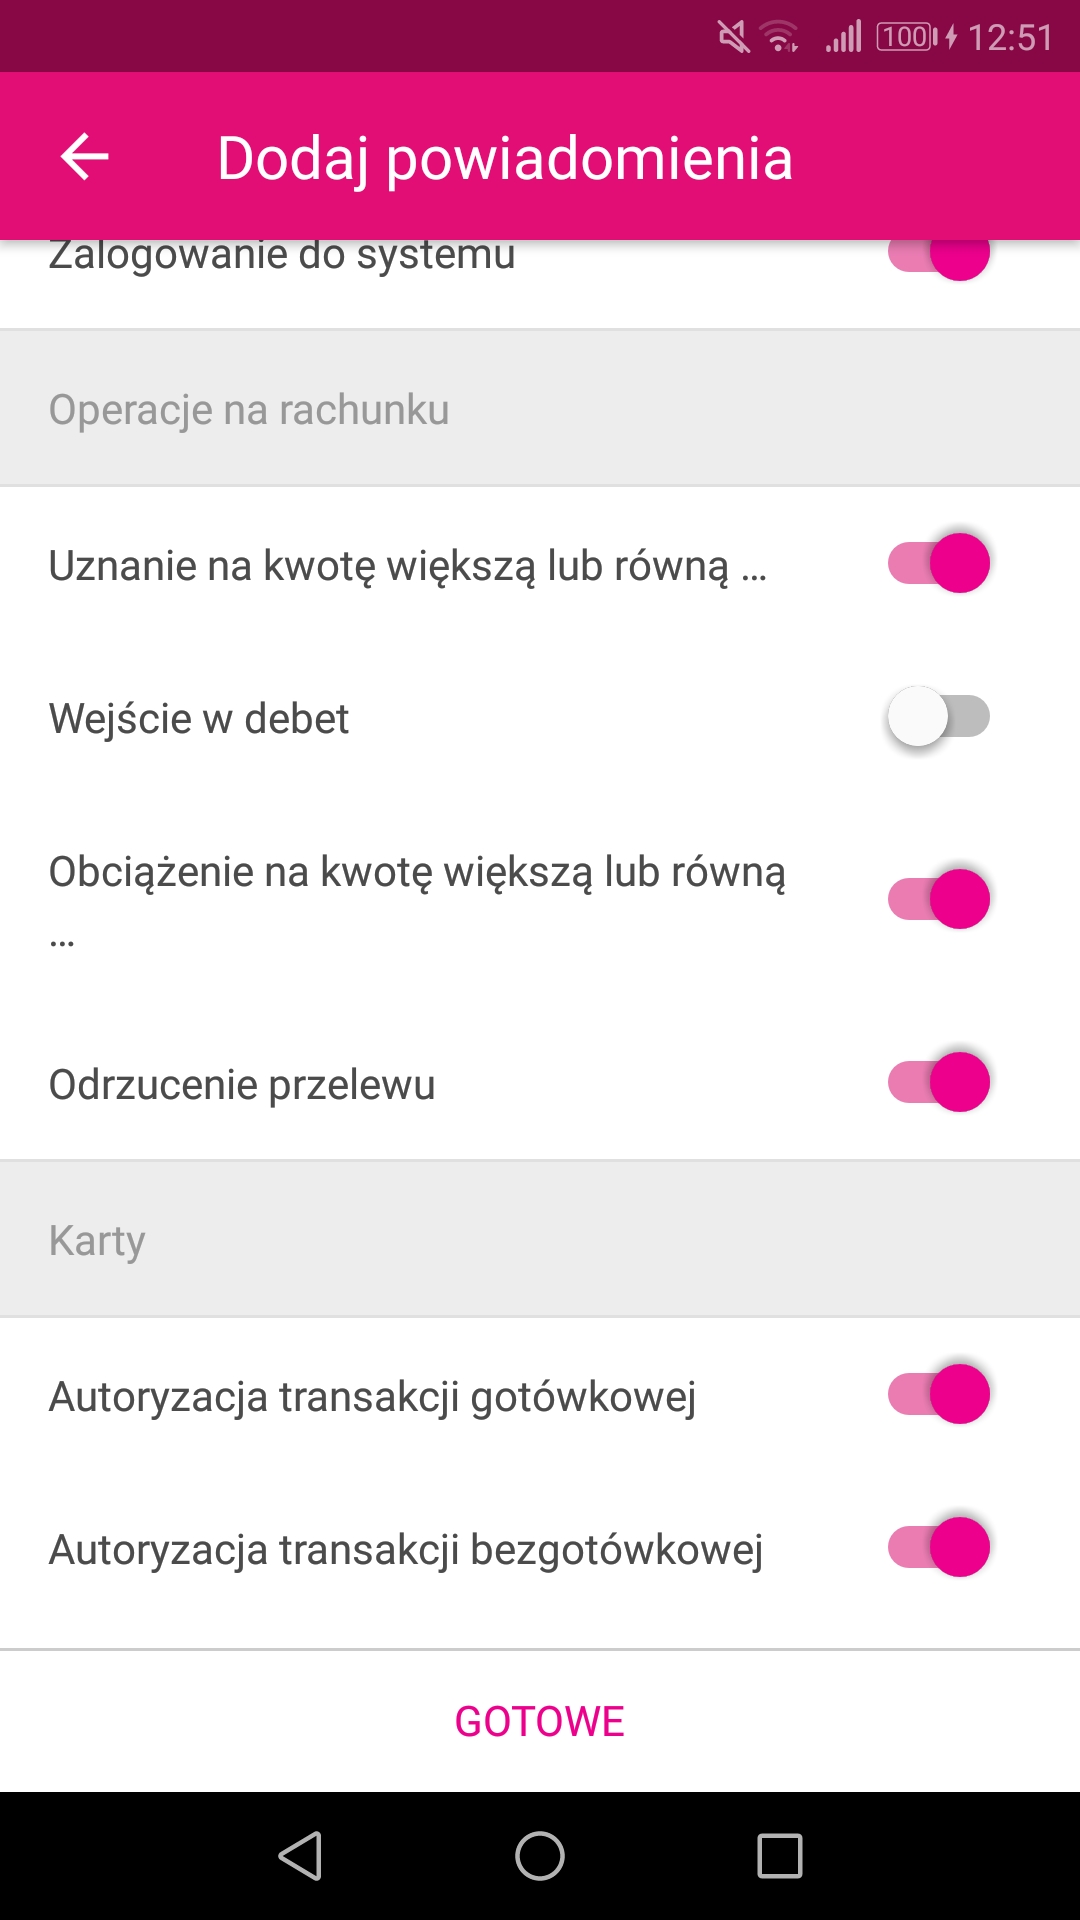 100 12:51
Dodaj powiadomienia
Zalogowanie do systemu
Operacje na rachunku
Uznanie na kwotę większą lub równą ...
Wejście w debet
Obciążenie na kwotę większą lub równą
...
Odrzucenie przelewu
Karty
Autoryzacja transakcji gotówkowej
Autoryzacja transakcji bezgotówkowej
GOTOWE